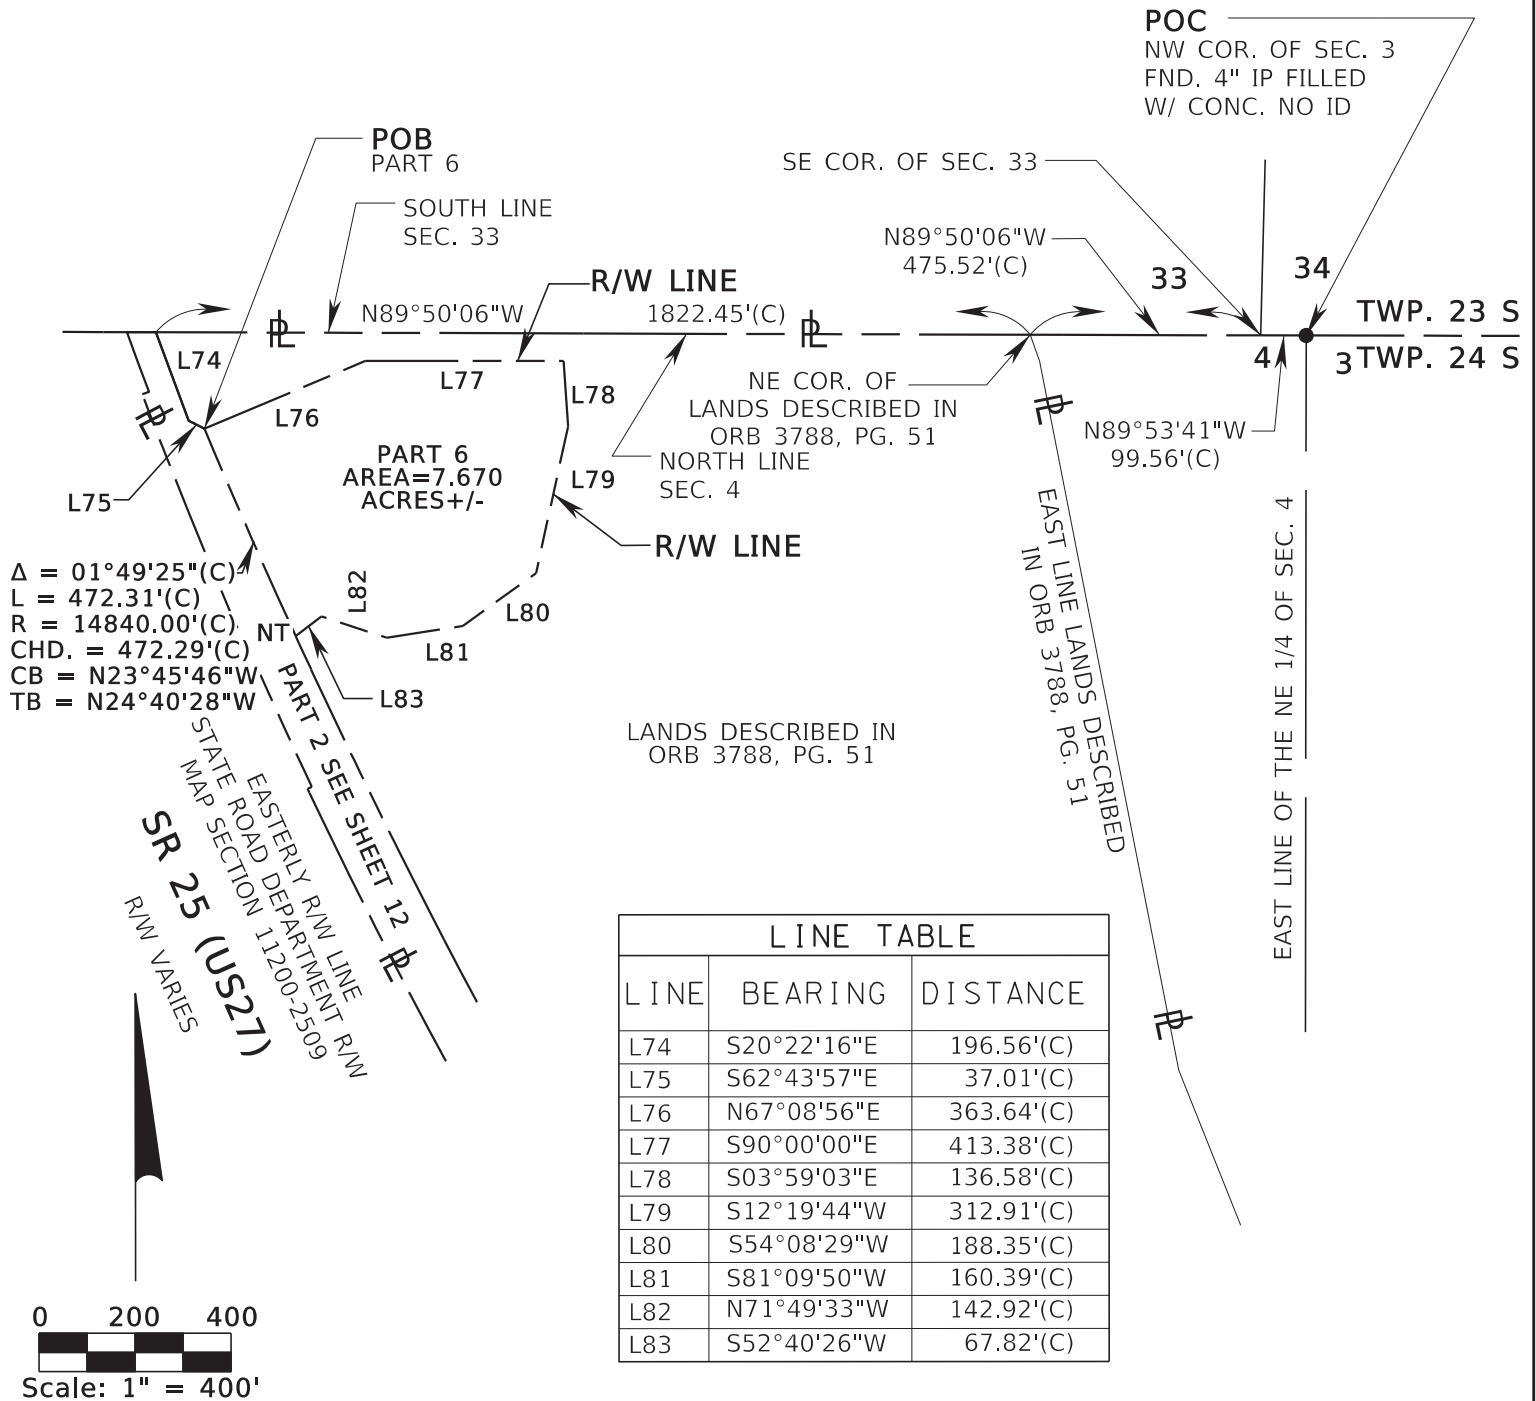 POC
NW COR. OF SEC. 3
FND. 4" IP FILLED
W/ CONC. NO ID
POB
PART 6
SE COR. OF SEC. 33
SOUTH LINE
SEC. 33
N89°50'06"W
475.52'(C)
33
34
R/W LINE
N89°50'06"W
1822.45'(C)
TWP. 23 S
4
3
TWP. 24 S
L74
L77
L78
L76
NE COR. OF
LANDS DESCRIBED IN
ORB 3788, PG. 51
N89°53'41"W
99.56'(C)
PART 6
AREA=7.670
ACRES+/-
NORTH LINE
SEC. 4
L79
L75
R/W LINE
Δ = 01°49'25"(C)
L = 472.31'(C)
R = 14840.00'(C)
CHD. = 472.29'(C)
CB = N23°45'46"W
TB = N24°40'28"W
L82
L80
NT
L81
L83
EAST LINE LANDS DESCRIBED
IN ORB 3788, PG. 51
EAST LINE OF THE NE 1/4 OF SEC. 4
LANDS DESCRIBED IN
ORB 3788, PG. 51
PART 2 SEE SHEET 12
EASTERLY R/W LINE
STATE ROAD DEPARTMENT R/W
MAP SECTION 11200-2509
SR 25 (US27)
R/W VARIES
PL
PL
PL
PL
PL
PL
LINE TABLE
LINE BEARING DISTANCE
L74 S20°22'16"E 196.56'(C)
L75 S62°43'57"E 37.01'(C)
L76 N67°08'56"E 363.64'(C)
L77 S90°00'00"E 413.38'(C)
L78 S03°59'03"E 136.58'(C)
L79 S12°19'44"W 312.91'(C)
L80 S54°08'29"W 188.35'(C)
L81 S81°09'50"W 160.39'(C)
L82 N71°49'33"W 142.92'(C)
L83 S52°40'26"W 67.82'(C)
0 200 400
Scale: 1" = 400'